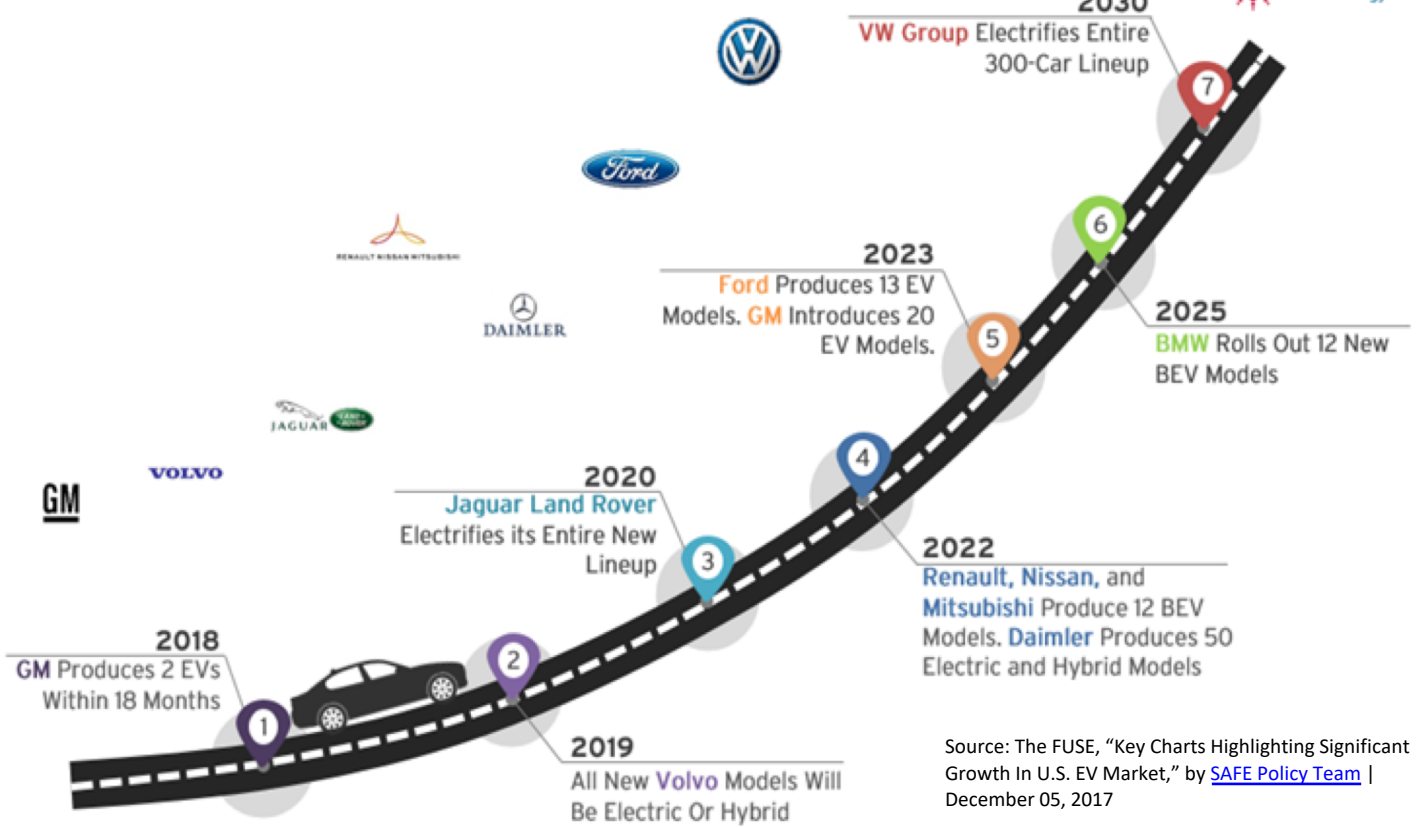 2030
VW Group Electrifies Entire
300-Car Lineup
7
Ford
6
RENAULT NISSAN MITSUBISHI
2023
Ford Produces 13 EV
Models. GM Introduces 20
EV Models.
DAIMLER
5
2025
BMW Rolls Out 12 New
BEV Models
JAGUAR
LAND ROVER
4
VOLVO
GM
2020
Jaguar Land Rover
Electrifies its Entire New
Lineup
3
2022
Renault, Nissan, and
Mitsubishi Produce 12 BEV
Models. Daimler Produces 50
Electric and Hybrid Models
2018
GM Produces 2 EVs
Within 18 Months
2
1
2019
All New Volvo Models Will
Be Electric Or Hybrid
Source: The FUSE, “Key Charts Highlighting Significant
Growth In U.S. EV Market,” by SAFE Policy Team |
December 05, 2017